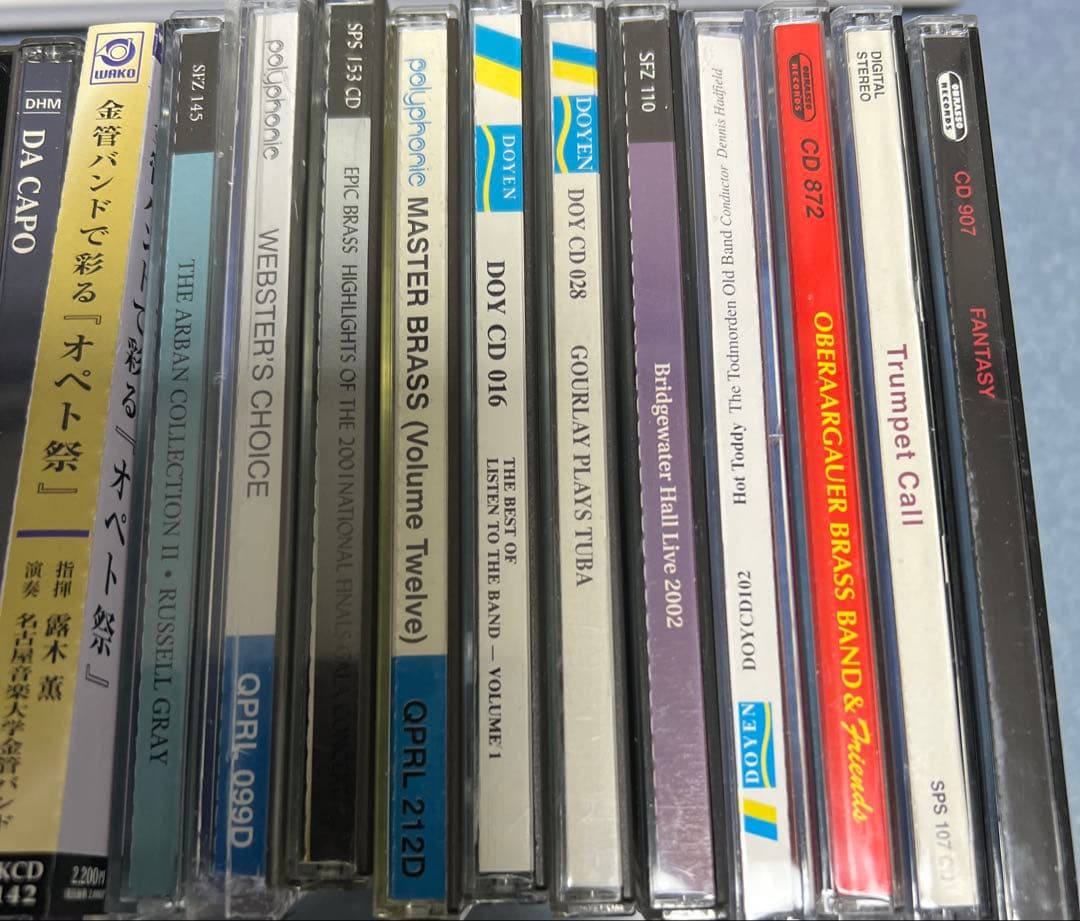 DHM
DA CAPO
WAKO
金管バンドで彩る『オペト祭』
指揮 露木 薫
演奏 名古屋音楽大学金管バンド
KCD
142
彩る『オペト祭』
2,200円
SFZ 145
THE ARBAN COLLECTION II • RUSSELL GRAY
polyphonic
WEBSTER'S CHOICE
QPRL 099D
SPS 153 CD
EPIC BRASS HIGHLIGHTS OF THE 2001 NATIONAL FINALS GALA CONCERT
polyphonic
MASTER BRASS (Volume Twelve)
QPRL 212D
DOYEN
DOY CD 016
THE BEST OF
LISTEN TO THE BAND — VOLUME 1
DOYEN
DOY CD 028
GOURLAY PLAYS TUBA
SFZ 110
Bridgewater Hall Live 2002
Hot Toddy The Todmorden Old Band Conductor Dennis Hadfield
DOYCD102
DOYEN
OBRASSO
RECORDS
CD 872
OBERAARGAUER BRASS BAND & Friends
DIGITAL
STEREO
Trumpet Call
SPS 107 CD
OBRASSO
RECORDS
CD 907
FANTASY